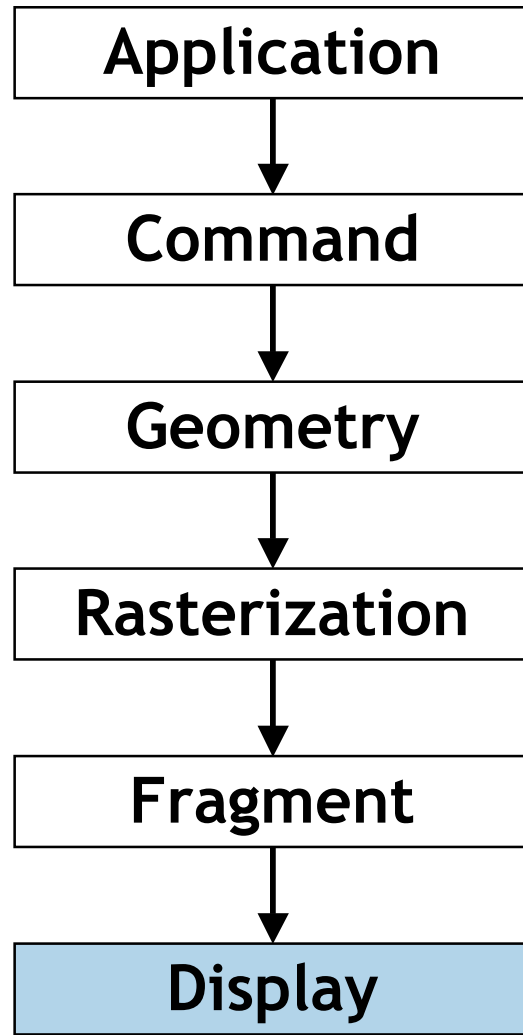 Application
Command
Geometry
Rasterization
Fragment
Display